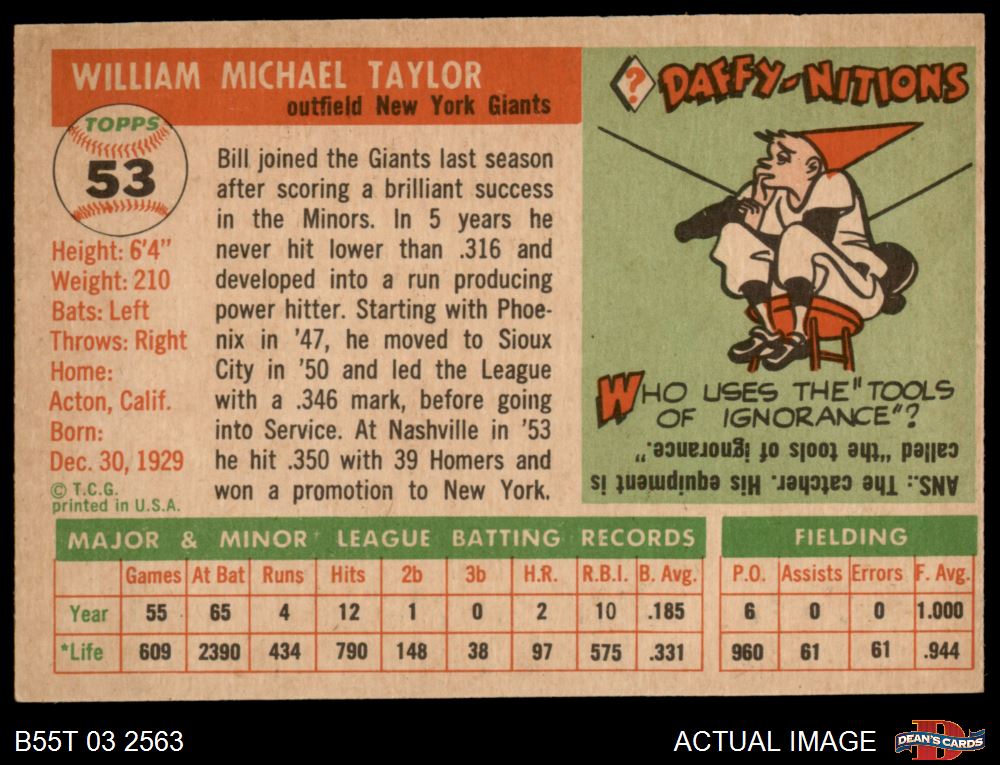 WILLIAM MICHAEL TAYLOR
outfield New York Giants
TOPPS
53
Height: 6'4"
Weight: 210
Bats: Left
Throws: Right
Home:
Acton, Calif.
Born:
Dec. 30, 1929
© T.C.G.
printed in U.S.A.
Bill joined the Giants last season
after scoring a brilliant success
in the Minors. In 5 years he
never hit lower than .316 and
developed into a run producing
power hitter. Starting with Phoe-
nix in '47, he moved to Sioux
City in '50 and led the League
with a .346 mark, before going
into Service. At Nashville in '53
he hit .350 with 39 Homers and
won a promotion to New York.
? DAFFY-NITIONS
WHO USES THE "TOOLS
OF IGNORANCE"?
ANS.: The catcher. His equipment is
called "the tools of ignorance."
MAJOR & MINOR LEAGUE BATTING RECORDS
Games At Bat Runs Hits 2b 3b H.R. R.B.I. B. Avg.
Year 55 65 4 12 1 0 2 10 .185
*Life 609 2390 434 790 148 38 97 575 .331
FIELDING
P.O. Assists Errors F. Avg.
6 0 0 1.000
960 61 61 .944
B55T 03 2563
ACTUAL IMAGE
D
DEAN'S CARDS